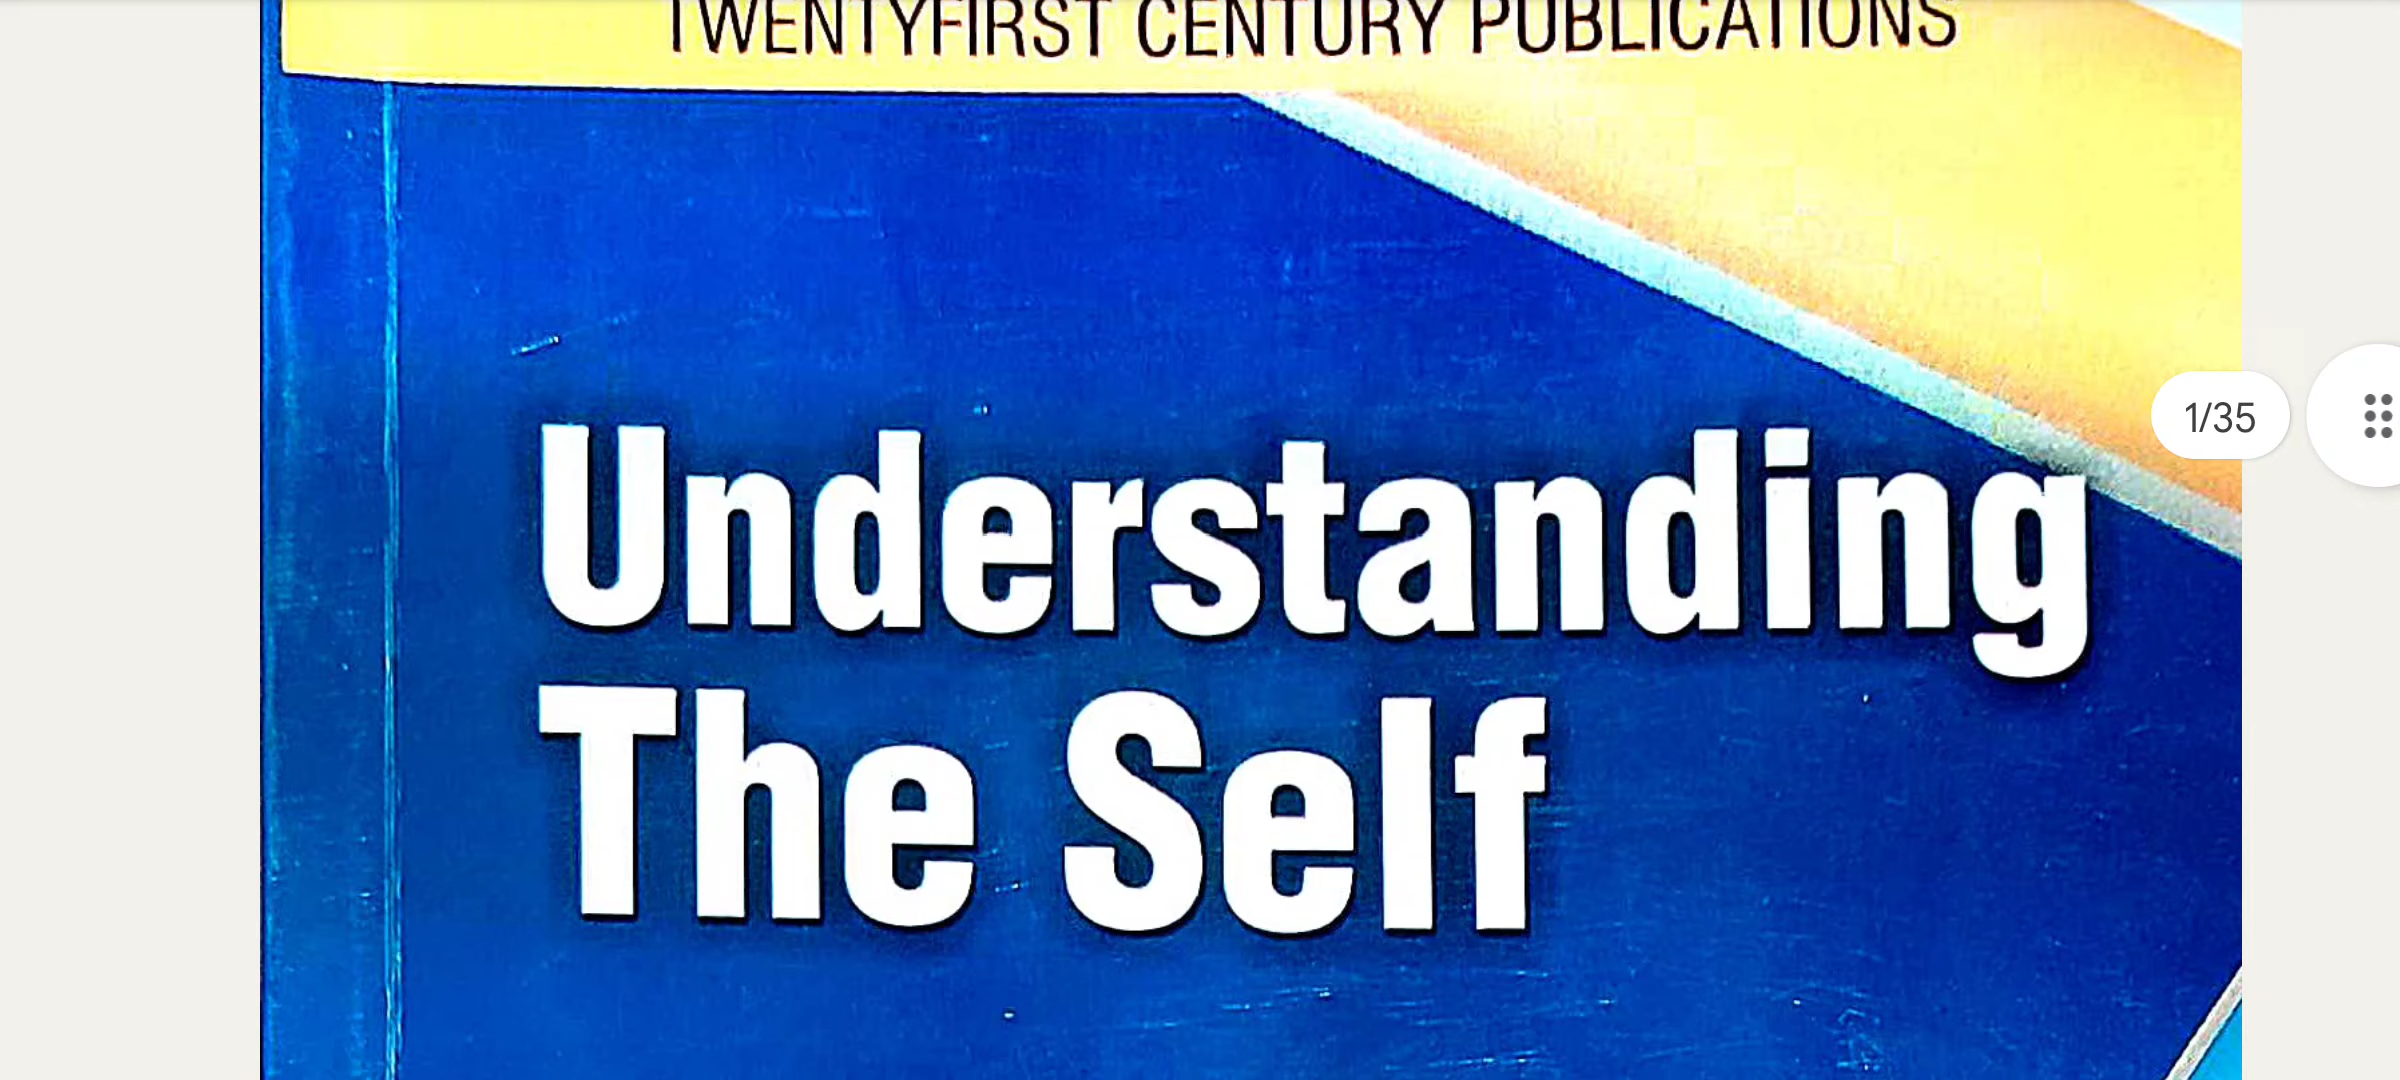 TWENTYFIRST CENTURY PUBLICATIONS
1/35
Understanding
The Self